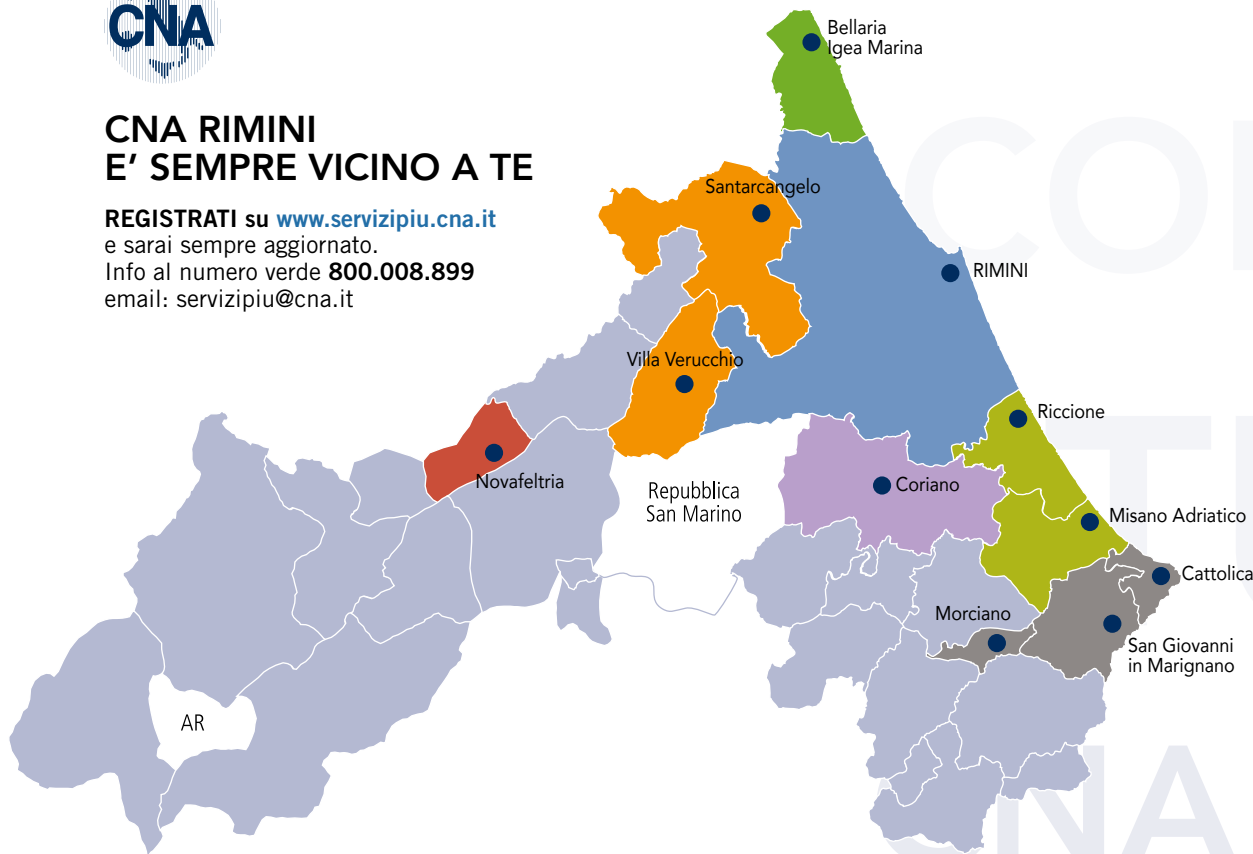 CNA
CNA RIMINI
E’ SEMPRE VICINO A TE
REGISTRATI su www.servizipiu.cna.it
e sarai sempre aggiornato.
Info al numero verde 800.008.899
email: servizipiu@cna.it
Bellaria
Igea Marina
Santarcangelo
RIMINI
Villa Verucchio
Riccione
Novafeltria
Repubblica
San Marino
Coriano
Misano Adriatico
Cattolica
Morciano
San Giovanni
in Marignano
AR
CNA